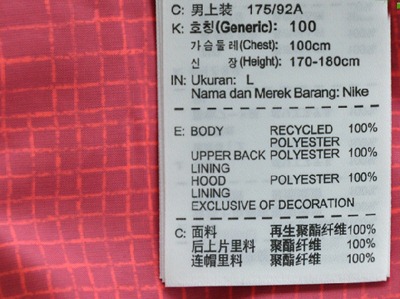 C: 男上装 175/92A
K: 호칭(Generic): 100
가슴둘레(Chest): 100cm
신 장(Height): 170-180cm
IN: Ukuran: L
Nama dan Merek Barang: Nike
E: BODY RECYCLED 100%
POLYESTER
UPPER BACK POLYESTER 100%
LINING
HOOD POLYESTER 100%
LINING
EXCLUSIVE OF DECORATION
C: 面料 再生聚酯纤维100%
后上片里料 聚酯纤维 100%
连帽里料 聚酯纤维 100%